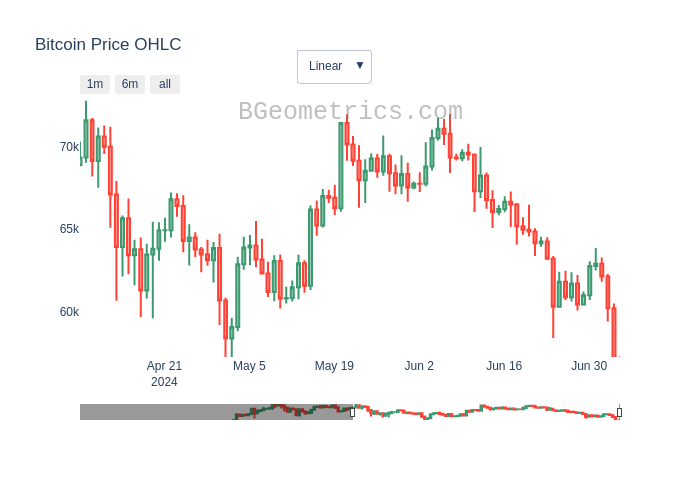 Bitcoin Price OHLC
Linear ▼
1m 6m all
BGeometrics.com
70k
65k
60k
Apr 21 May 5 May 19 Jun 2 Jun 16 Jun 30
2024